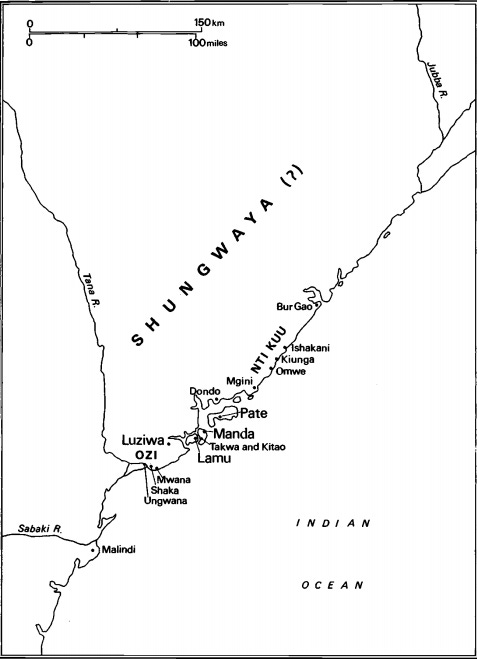 0 150 km
0 100 miles
Jubba R.
SHUNGWAYA (?)
Tana R.
Bur Gao
NTI KUU
Ishakani
Kiunga
Omwe
Mgini
Dondo
Pate
Manda
Luziwa
Takwa and Kitao
OZI
Lamu
Mwana
Shaka
Ungwana
Sabaki R.
INDIAN
Malindi
OCEAN